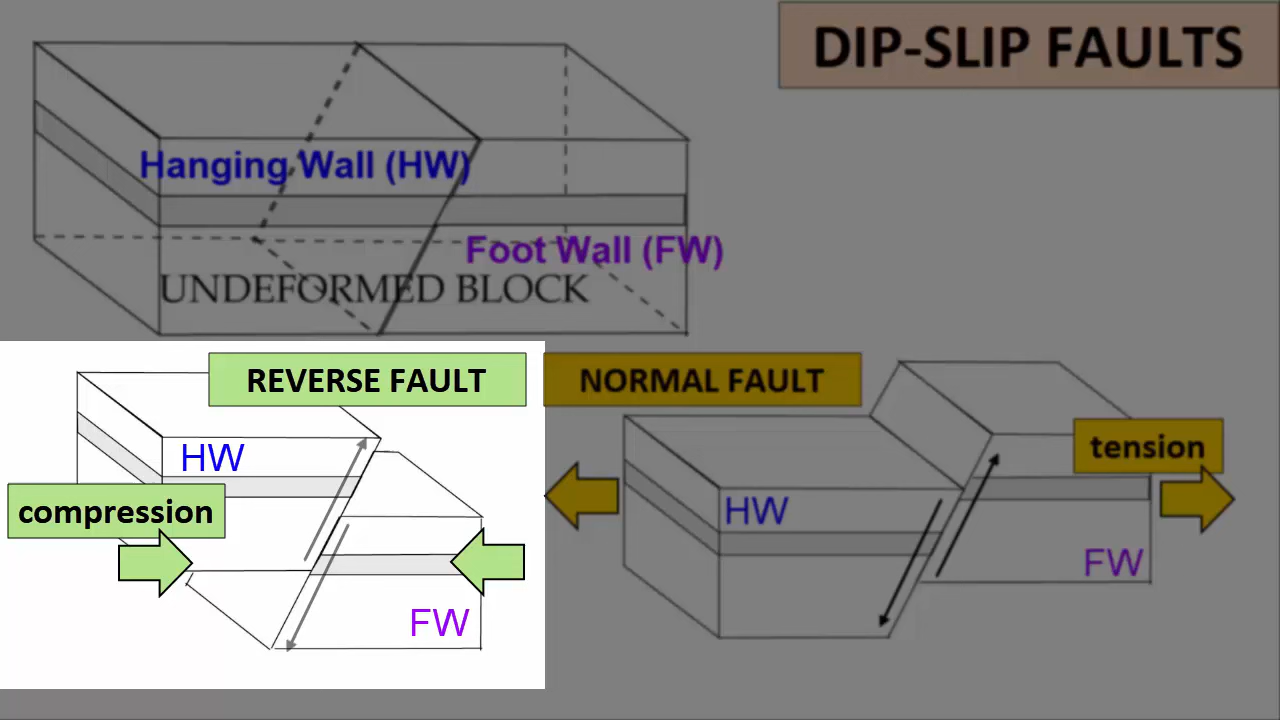 DIP-SLIP FAULTS
Hanging Wall (HW)
Foot Wall (FW)
UNDEFORMED BLOCK
REVERSE FAULT
HW
compression
FW
NORMAL FAULT
tension
HW
FW